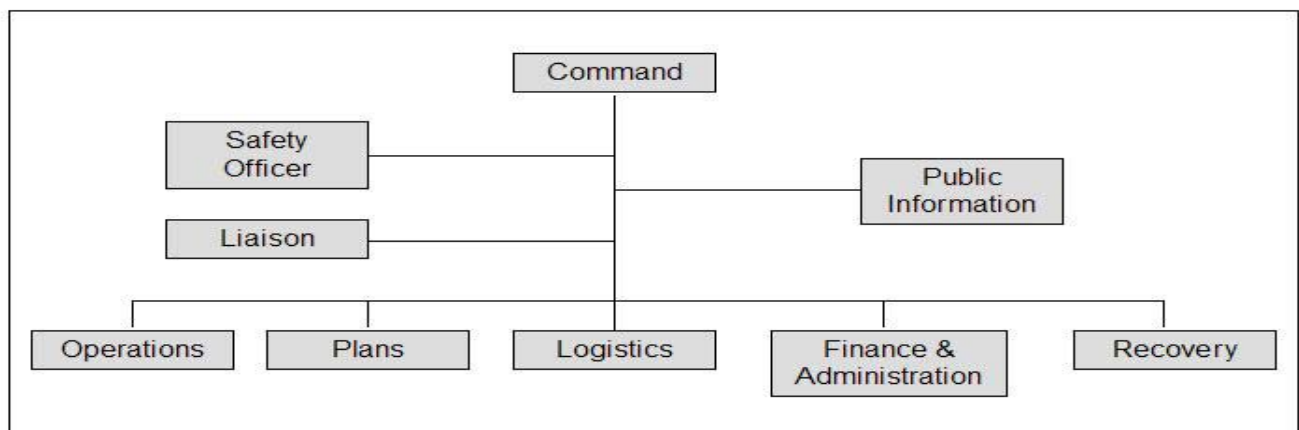 Command
Safety
Officer
Public
Information
Liaison
Operations
Plans
Logistics
Finance &
Administration
Recovery